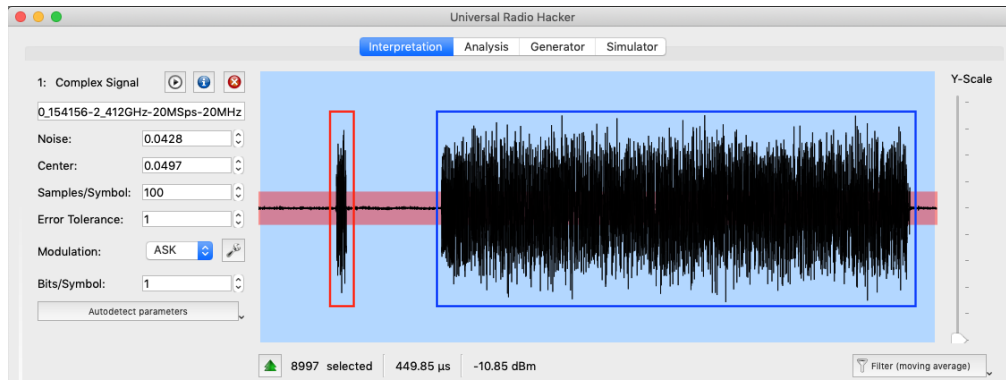 Universal Radio Hacker
Interpretation Analysis Generator Simulator
1: Complex Signal
0_154156-2_412GHz-20MSps-20MHz
Noise: 0.0428
Center: 0.0497
Samples/Symbol: 100
Error Tolerance: 1
Modulation: ASK
Bits/Symbol: 1
Autodetect parameters
Y-Scale
8997 selected 449.85 µs -10.85 dBm
Filter (moving average)